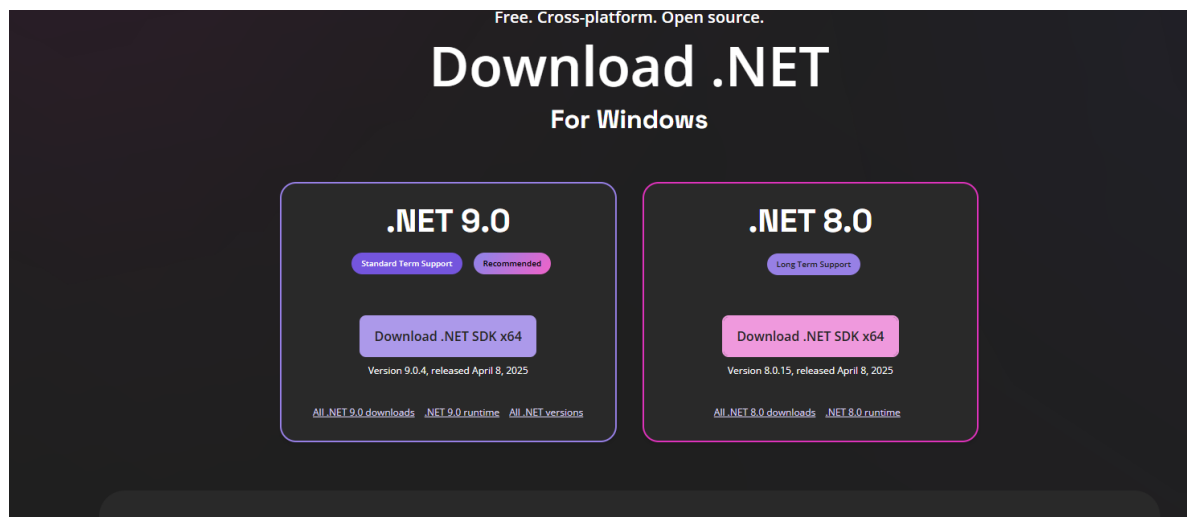 Free. Cross-platform. Open source.
Download .NET
For Windows
.NET 9.0
Standard Term Support
Recommended
Download .NET SDK x64
Version 9.0.4, released April 8, 2025
All .NET 9.0 downloads .NET 9.0 runtime All .NET versions
.NET 8.0
Long Term Support
Download .NET SDK x64
Version 8.0.15, released April 8, 2025
All .NET 8.0 downloads .NET 8.0 runtime